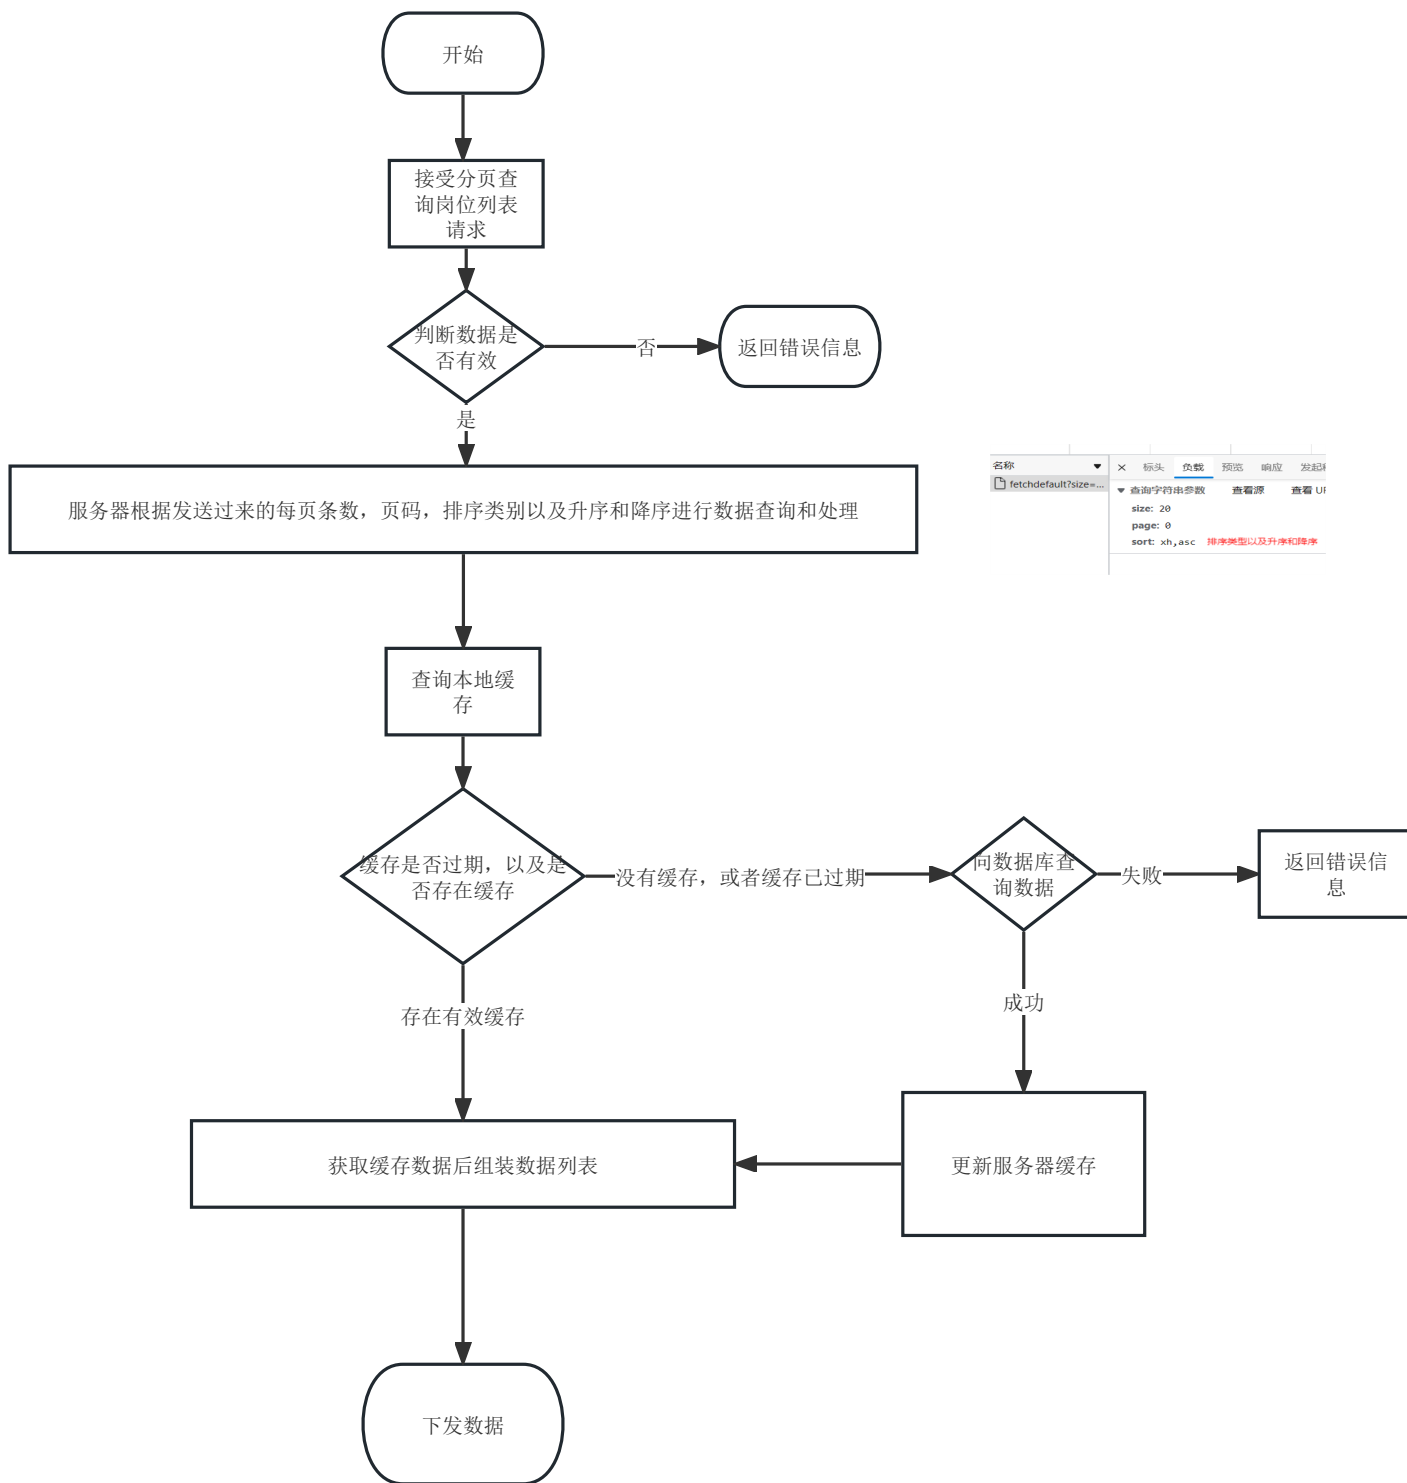 开始
接受分页查
询岗位列表
请求
判断数据是
否有效
否
返回错误信息
是
服务器根据发送过来的每页条数，页码，排序类别以及升序和降序进行数据查询和处理
名称
标头 负载 预览 响应
fetchdefault?size=...
查询字符串参数 查看源 查看
size: 20
page: 0
sort: xh,asc 排序类型以及升序和降序
查询本地缓
存
缓存是否过期，以及是
否存在缓存
没有缓存，或者缓存已过期
向数据库查
询数据
失败
返回错误信
息
存在有效缓存
成功
获取缓存数据后组装数据列表
更新服务器缓存
下发数据